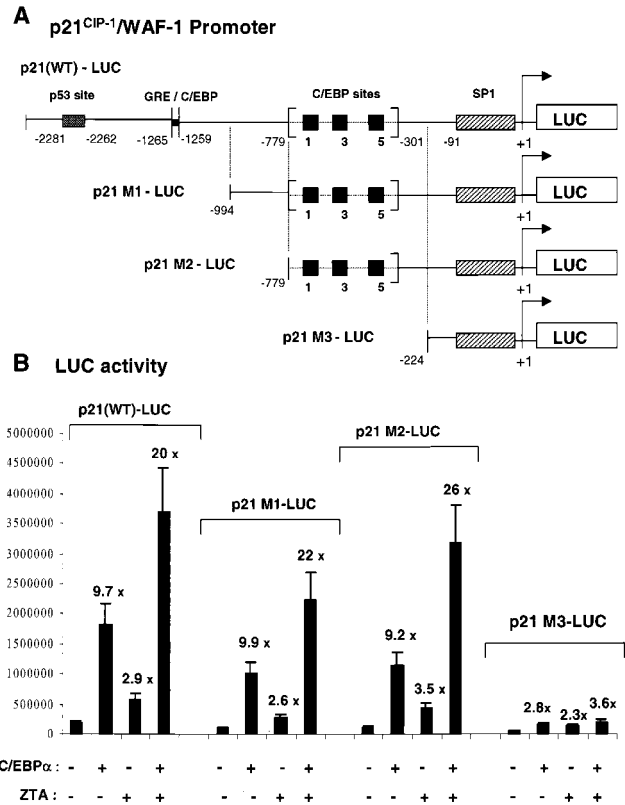 A p21CIP-1/WAF-1 Promoter
p21(WT) - LUC
p53 site GRE / C/EBP C/EBP sites SP1
LUC
-2281 -2262 -1265 -1259 -779 1 3 5 -301 -91 +1
p21 M1 - LUC LUC
-994 1 3 5 +1
p21 M2 - LUC LUC
-779 1 3 5 +1
p21 M3 - LUC LUC
-224 +1
B LUC activity
p21(WT)-LUC
p21 M2-LUC
p21 M1-LUC
p21 M3-LUC
5000000
4500000
4000000
3500000
3000000
2500000
2000000
1500000
1000000
500000
0
9.7 x 2.9 x 20 x
9.9 x 2.6 x 22 x
9.2 x 3.5 x 26 x
2.8x 2.3x 3.6x
C/EBPα : - + - + - + - + - + - + - + - +
ZTA : - - + + - - + + - - + + - - + +